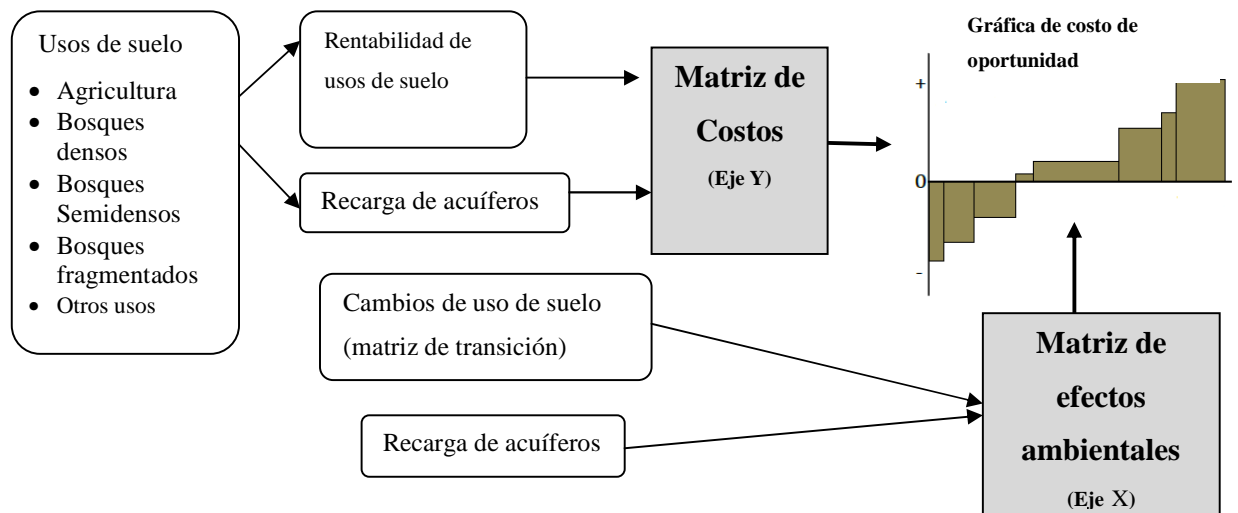 Usos de suelo
• Agricultura
• Bosques
densos
• Bosques
Semidensos
• Bosques
fragmentados
• Otros usos
Rentabilidad de
usos de suelo
Recarga de acuíferos
Matriz de
Costos
(Eje Y)
Gráfica de costo de
oportunidad
+
0
-
Cambios de uso de suelo
(matriz de transición)
Recarga de acuíferos
Matriz de
efectos
ambientales
(Eje X)